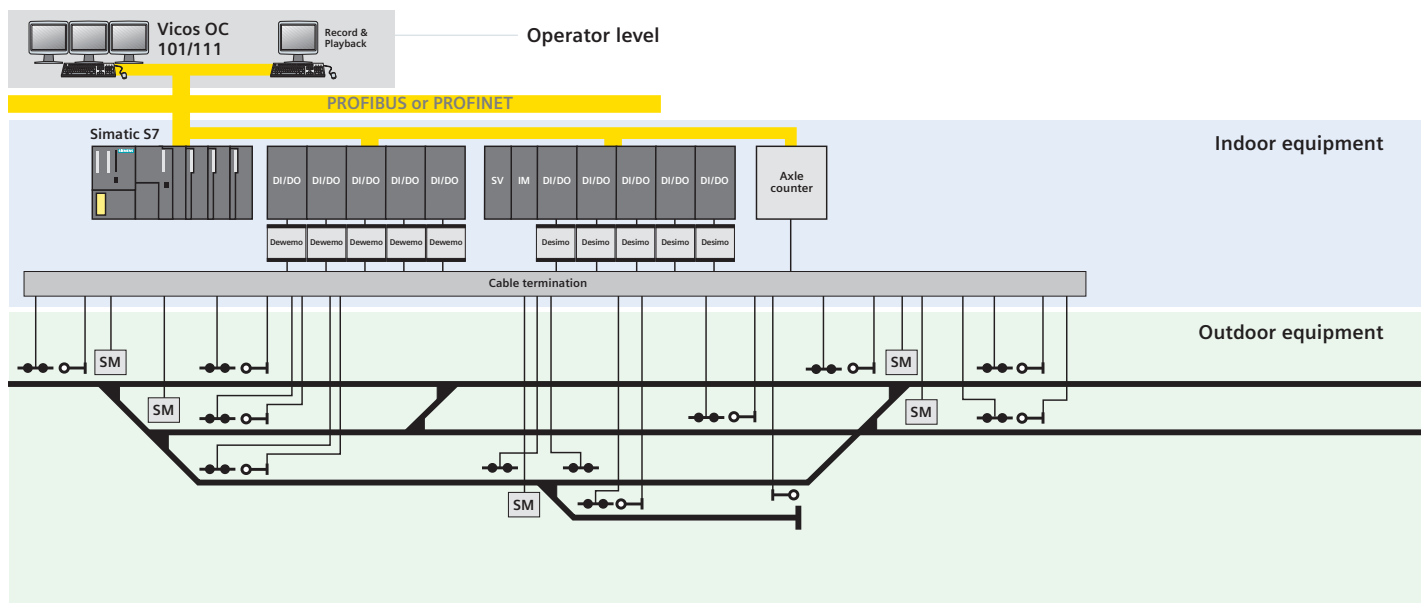 Vicos OC
101/111
Record &
Playback
Operator level
PROFIBUS or PROFINET
Indoor equipment
Simatic S7
DI/DO DI/DO DI/DO DI/DO DI/DO
SV IM DI/DO DI/DO DI/DO DI/DO DI/DO
Axle
counter
Dewemo Dewemo Dewemo Dewemo Dewemo
Desimo Desimo Desimo Desimo Desimo
Cable termination
Outdoor equipment
SM
SM
SM
SM
SM